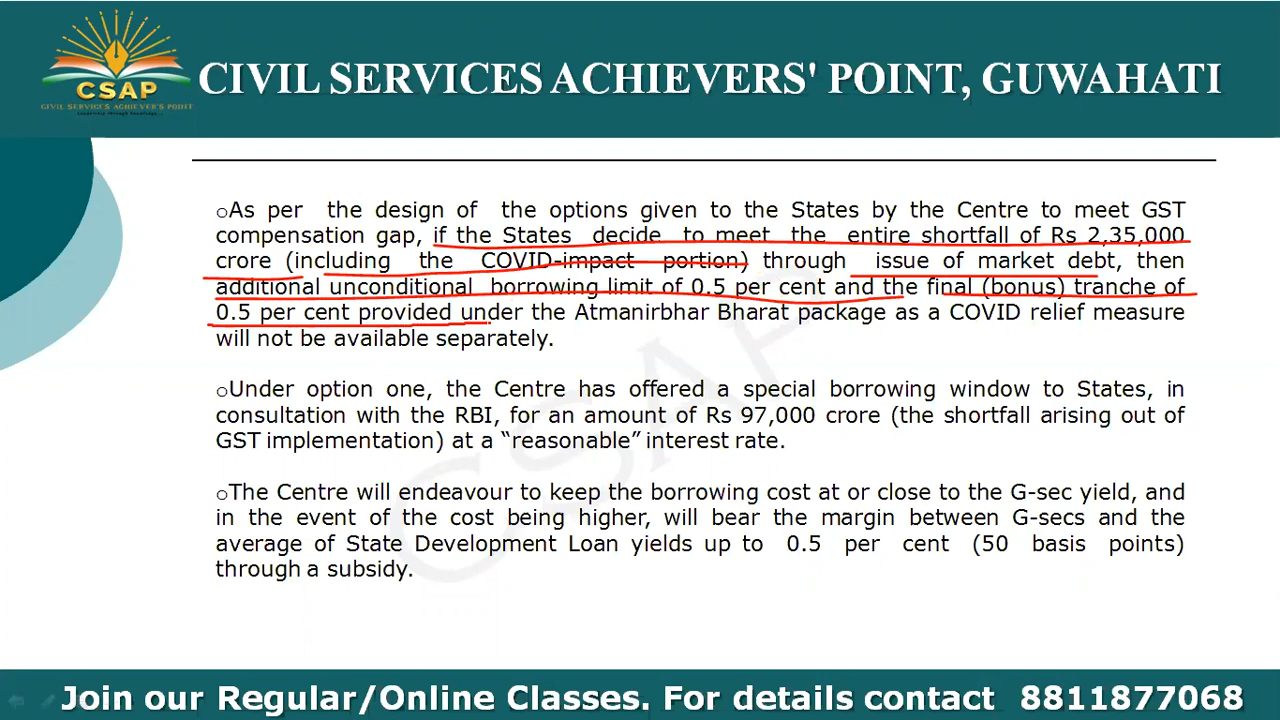 CSAP
CIVIL SERVICES ACHIEVER'S POINT
CIVIL SERVICES ACHIEVERS' POINT, GUWAHATI
oAs per the design of the options given to the States by the Centre to meet GST
compensation gap, if the States decide to meet the entire shortfall of Rs 2,35,000
crore (including the COVID-impact portion) through issue of market debt, then
additional unconditional borrowing limit of 0.5 per cent and the final (bonus) tranche of
0.5 per cent provided under the Atmanirbhar Bharat package as a COVID relief measure
will not be available separately.
oUnder option one, the Centre has offered a special borrowing window to States, in
consultation with the RBI, for an amount of Rs 97,000 crore (the shortfall arising out of
GST implementation) at a “reasonable” interest rate.
oThe Centre will endeavour to keep the borrowing cost at or close to the G-sec yield, and
in the event of the cost being higher, will bear the margin between G-secs and the
average of State Development Loan yields up to 0.5 per cent (50 basis points)
through a subsidy.
CSAP
Join our Regular/Online Classes. For details contact 8811877068